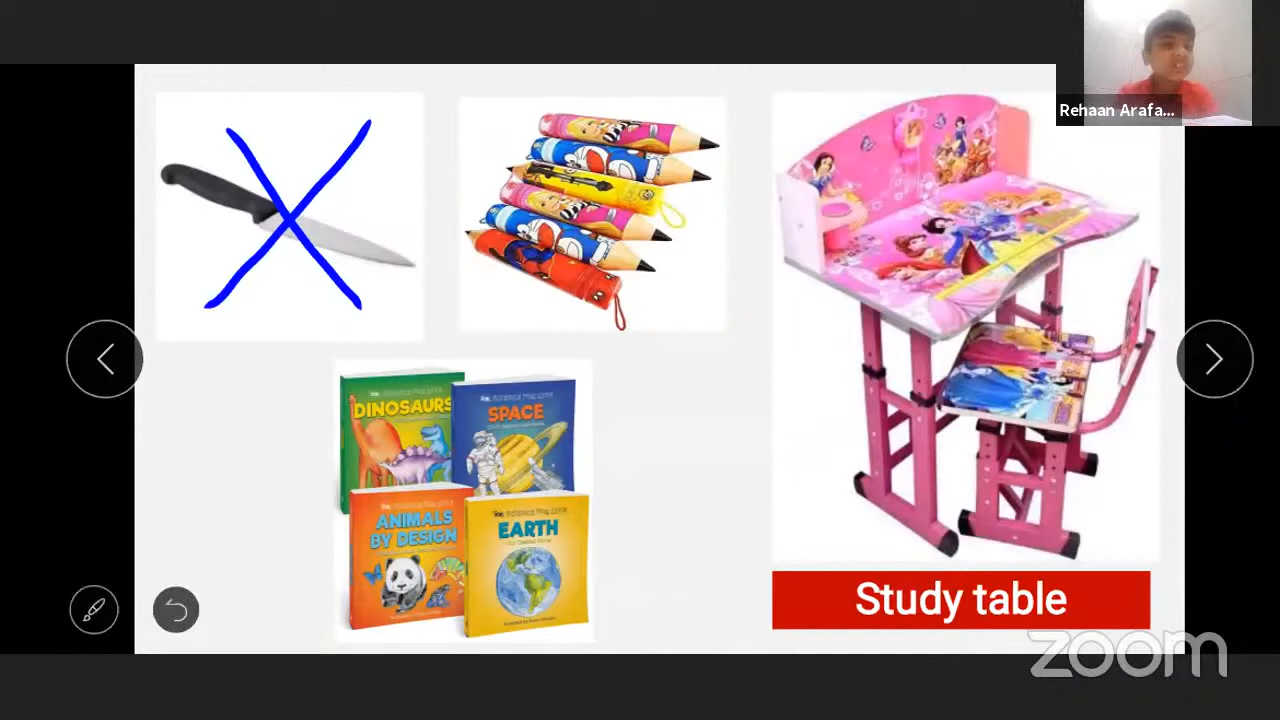 Rehaan Arafa...
DINOSAURS
SPACE
ANIMALS
BY DESIGN
EARTH
Study table
zoom